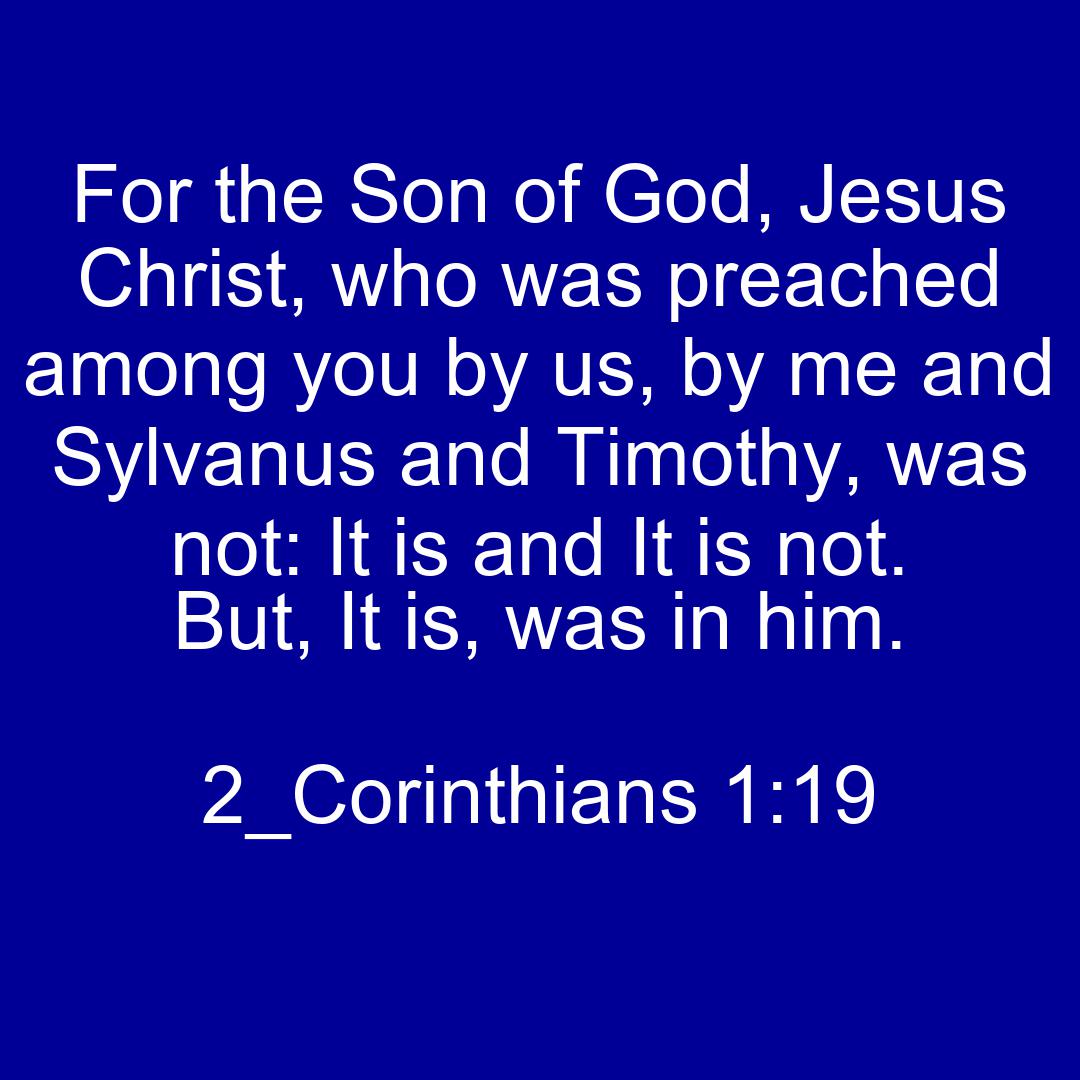 For the Son of God, Jesus
Christ, who was preached
among you by us, by me and
Sylvanus and Timothy, was
not: It is and It is not.
But, It is, was in him.
2_Corinthians 1:19